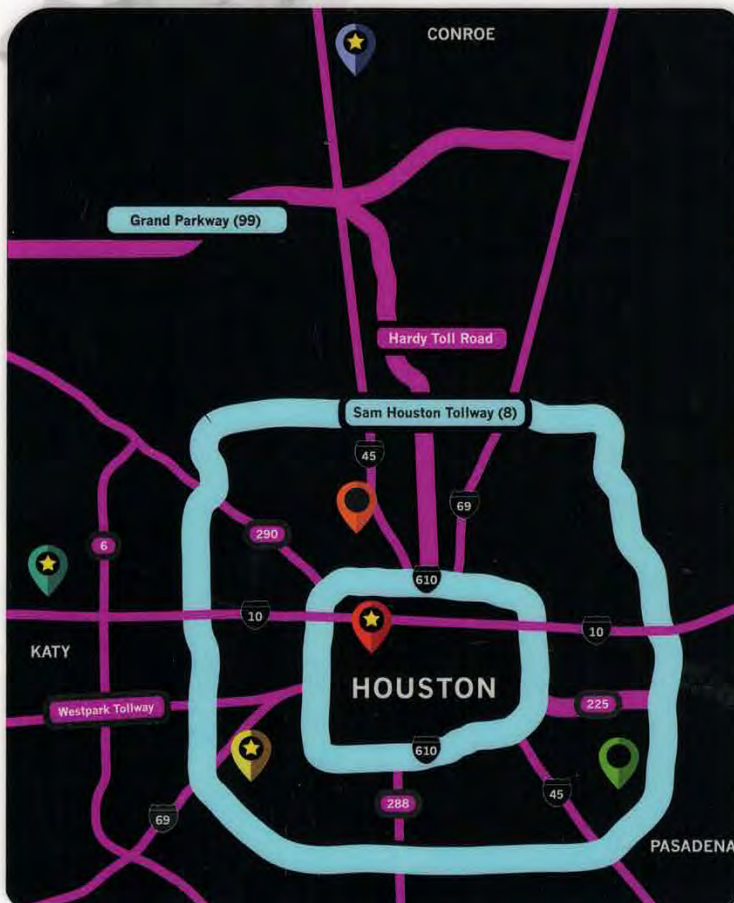 CONROE
Grand Parkway (99)
Hardy Toll Road
Sam Houston Tollway (8)
45
69
290
6
610
10
10
KATY
HOUSTON
Westpark Tollway
225
610
69
288
45
PASADENA